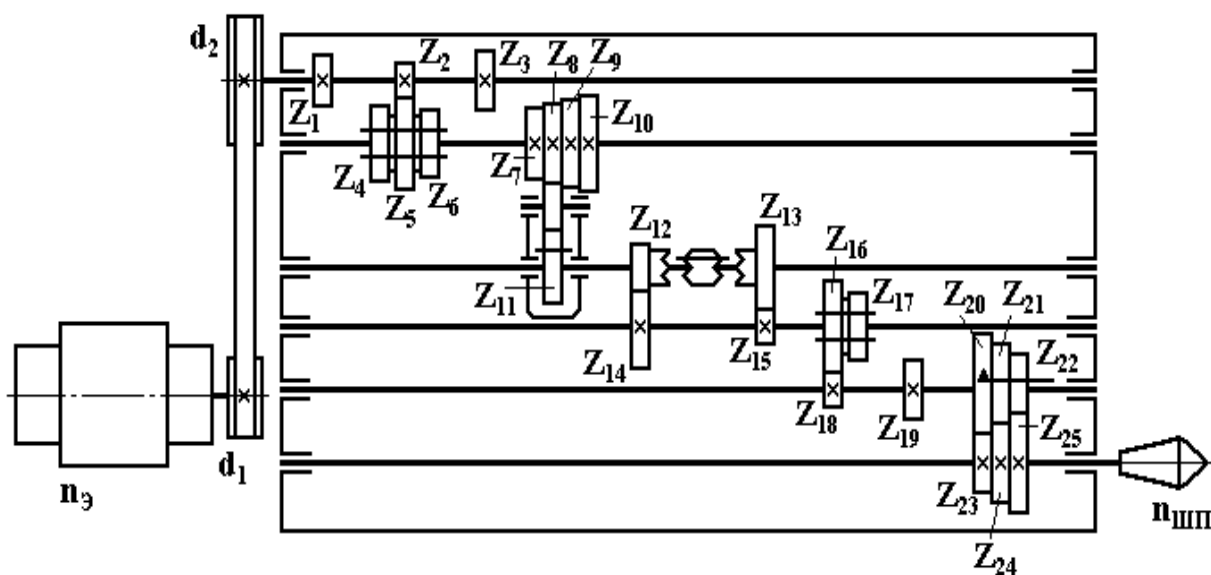 d₂
Z₁
Z₂
Z₃
Z₈
Z₉
Z₁₀
Z₄
Z₅
Z₆
Z₇
Z₁₁
Z₁₂
Z₁₃
Z₁₄
Z₁₅
Z₁₆
Z₁₇
Z₁₈
Z₁₉
Z₂₀
Z₂₁
Z₂₂
Z₂₃
Z₂₄
Z₂₅
d₁
nЭ
nШП